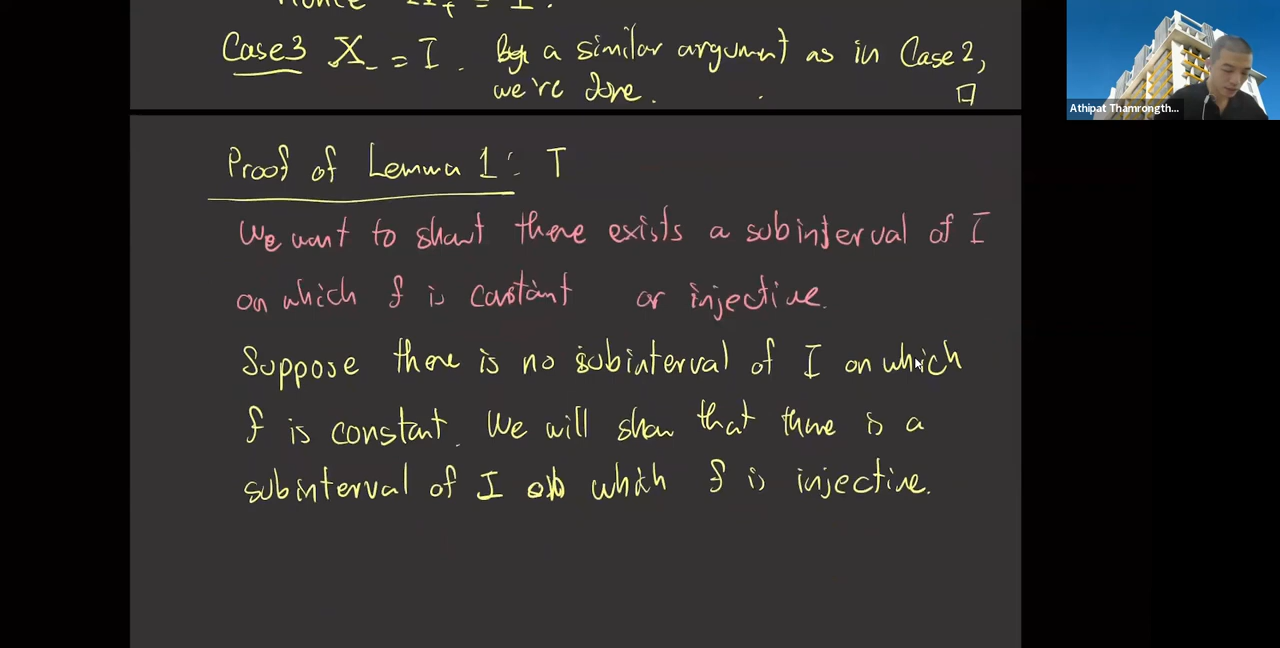 Hence = I.
Case 3 X_ = I. By a similar argument as in Case 2,
we're done. □
Athipat Thamrongth...
Proof of Lemma 1: T
We want to show there exists a subinterval of I
on which f is constant or injective.
Suppose there is no subinterval of I on which
f is constant. We will show that there is a
subinterval of I on which f is injective.